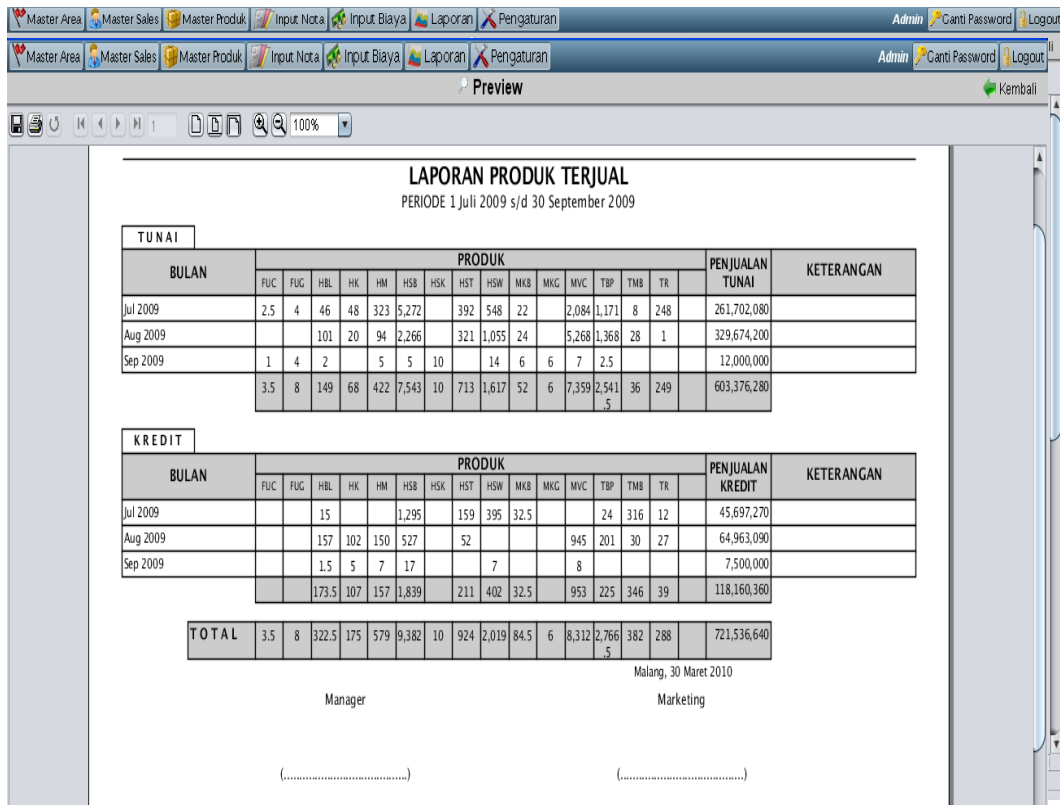 Master Area Master Sales Master Produk Input Nota Input Biaya Laporan Pengaturan Admin Ganti Password Logout
Master Area Master Sales Master Produk Input Nota Input Biaya Laporan Pengaturan Admin Ganti Password Logout
Preview Kembali
1 100%
LAPORAN PRODUK TERJUAL
PERIODE 1 Juli 2009 s/d 30 September 2009
TUNAI
BULAN PRODUK PENJUALAN TUNAI KETERANGAN
FUC FUG HBL HK HM HSB HSK HST HSW MKB MKG MVC TBP TMB TR
Jul 2009 2.5 4 46 48 323 5,272 392 548 22 2,084 1,171 8 248 261,702,080
Aug 2009 101 20 94 2,266 321 1,055 24 5,268 1,368 28 1 329,674,200
Sep 2009 1 4 2 5 5 10 14 6 6 7 2.5 12,000,000
3.5 8 149 68 422 7,543 10 713 1,617 52 6 7,359 2,541.5 36 249 603,376,280
KREDIT
BULAN PRODUK PENJUALAN KREDIT KETERANGAN
FUC FUG HBL HK HM HSB HSK HST HSW MKB MKG MVC TBP TMB TR
Jul 2009 15 1,295 159 395 32.5 24 316 12 45,697,270
Aug 2009 157 102 150 527 52 945 201 30 27 64,963,090
Sep 2009 1.5 5 7 17 7 8 7,500,000
173.5 107 157 1,839 211 402 32.5 953 225 346 39 118,160,360
TOTAL 3.5 8 322.5 175 579 9,382 10 924 2,019 84.5 6 8,312 2,766.5 382 288 721,536,640
Malang, 30 Maret 2010
Manager Marketing
(........................................) (........................................)